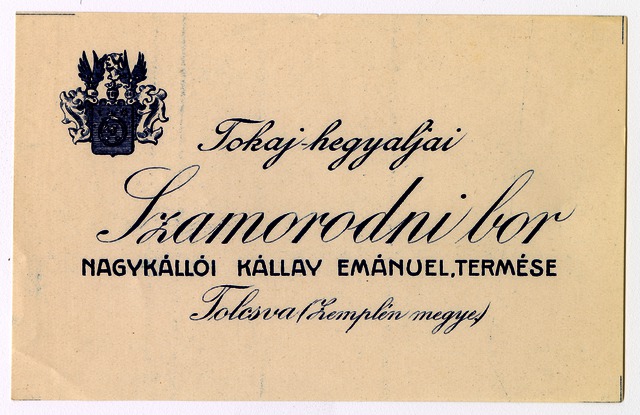 Tokaj-hegyaljai
Szamorodni bor
NAGYKÁLLÓI KÁLLAY EMÁNUEL, TERMÉSE
Tolcsva (Zemplén megye)